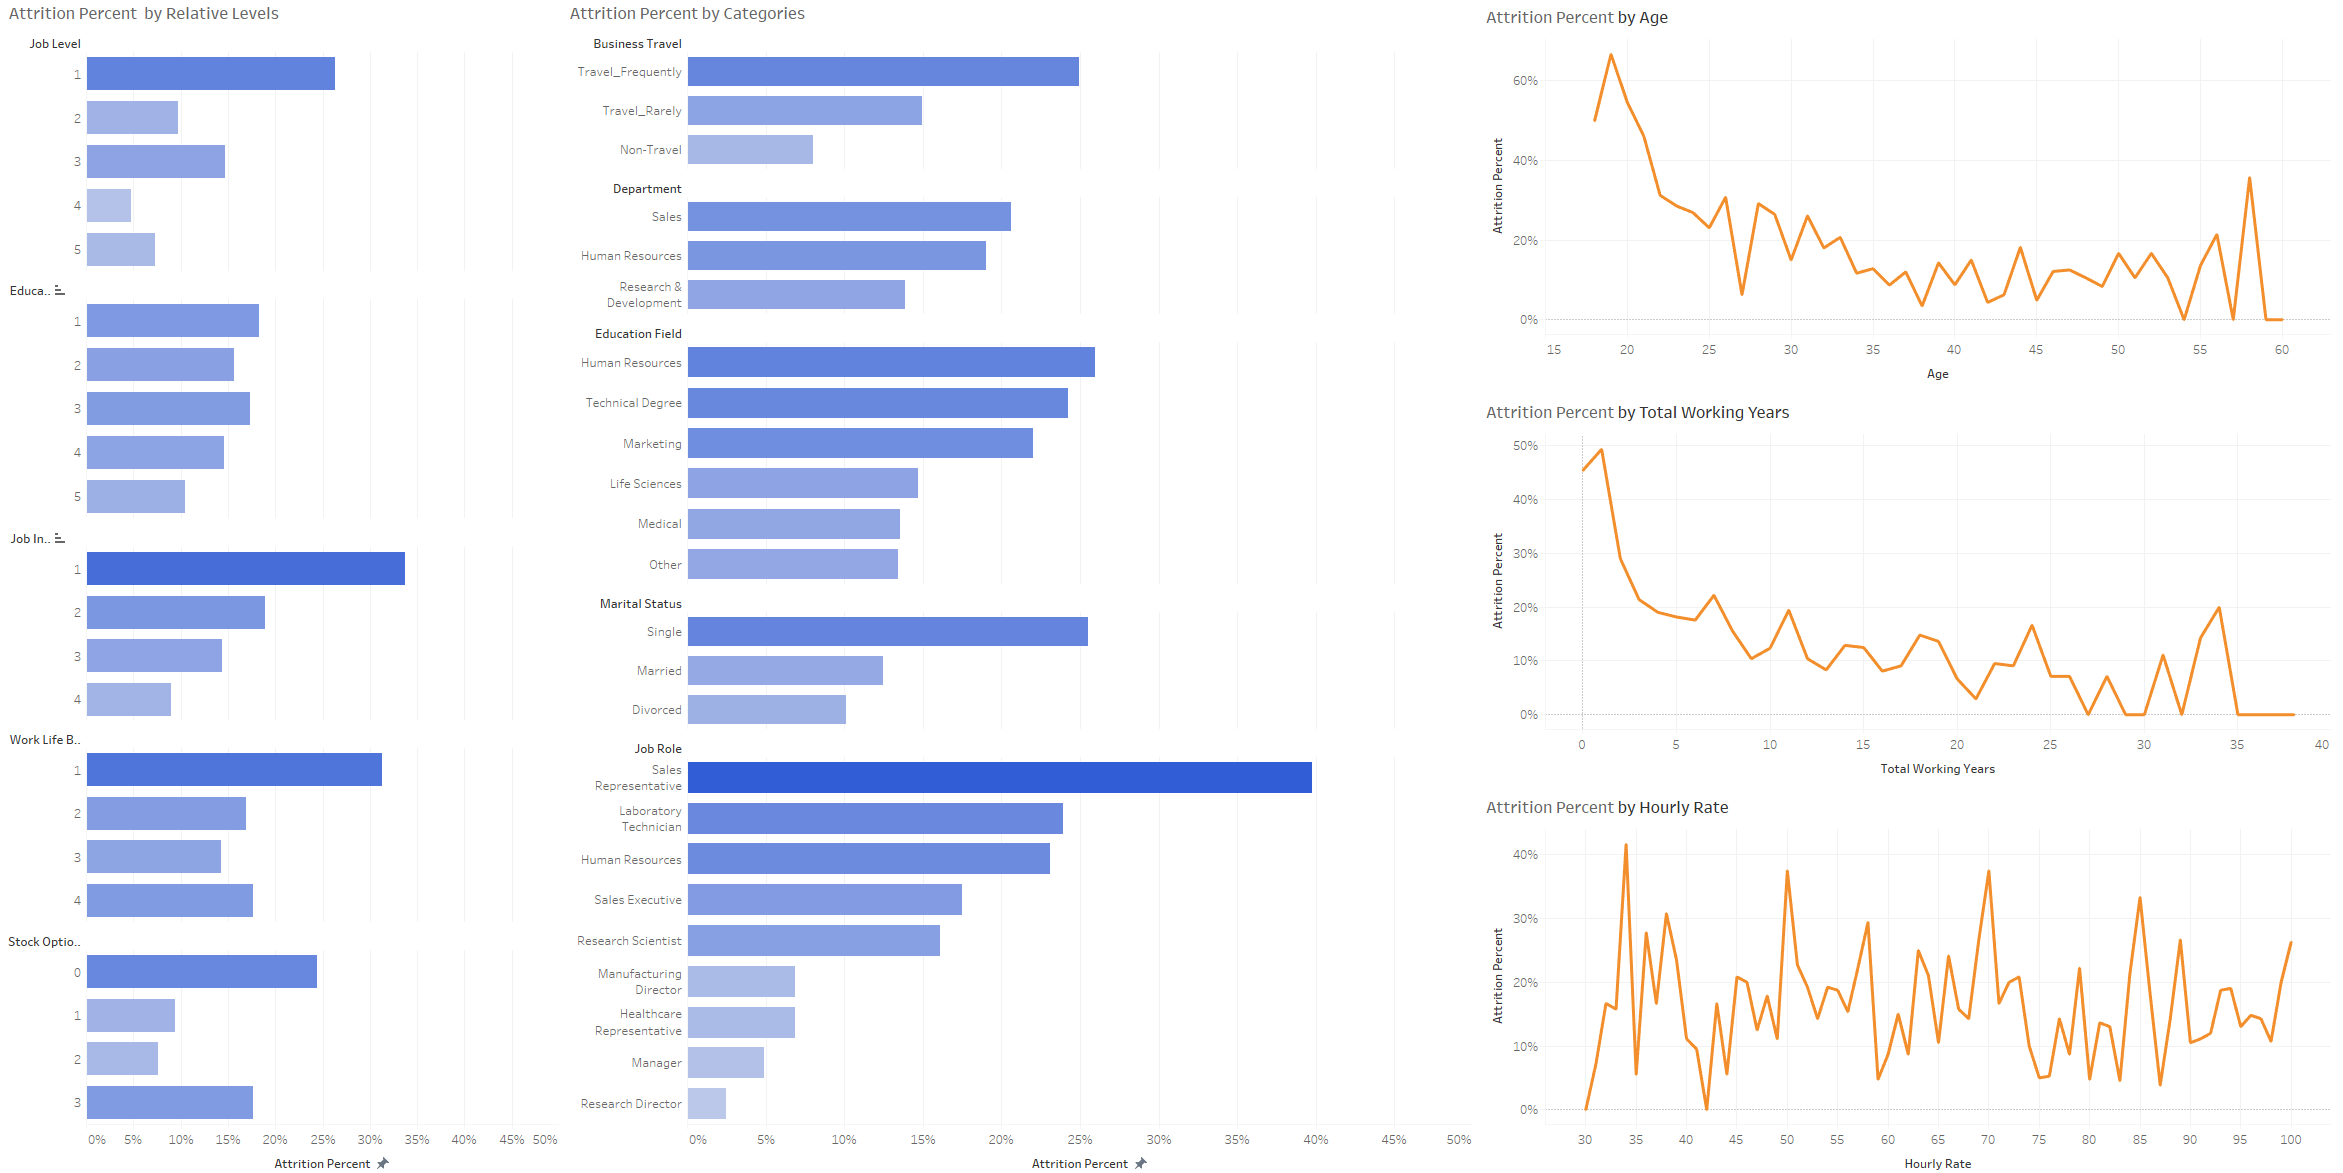 Attrition Percent by Relative Levels
Job Level
1
2
3
4
5
Educa..
1
2
3
4
5
Job In..
1
2
3
4
Work Life B..
1
2
3
4
Stock Optio..
0
1
2
3
0% 5% 10% 15% 20% 25% 30% 35% 40% 45% 50%
Attrition Percent
Attrition Percent by Categories
Business Travel
Travel_Frequently
Travel_Rarely
Non-Travel
Department
Sales
Human Resources
Research &
Development
Education Field
Human Resources
Technical Degree
Marketing
Life Sciences
Medical
Other
Marital Status
Single
Married
Divorced
Job Role
Sales
Representative
Laboratory
Technician
Human Resources
Sales Executive
Research Scientist
Manufacturing
Director
Healthcare
Representative
Manager
Research Director
0% 5% 10% 15% 20% 25% 30% 35% 40% 45% 50%
Attrition Percent
Attrition Percent by Age
60%
40%
20%
0%
Attrition Percent
15 20 25 30 35 40 45 50 55 60
Age
Attrition Percent by Total Working Years
50%
40%
30%
20%
10%
0%
Attrition Percent
0 5 10 15 20 25 30 35 40
Total Working Years
Attrition Percent by Hourly Rate
40%
30%
20%
10%
0%
Attrition Percent
30 35 40 45 50 55 60 65 70 75 80 85 90 95 100
Hourly Rate